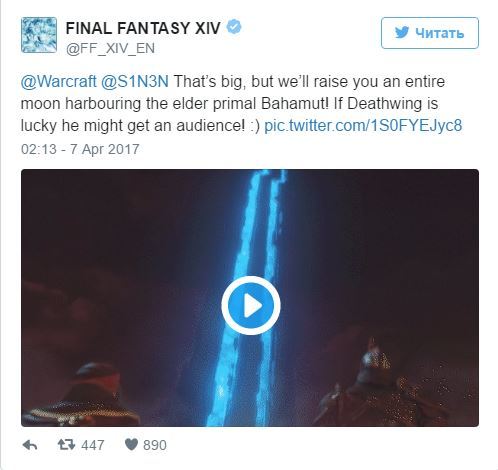 FINAL FANTASY XIV
@FF_XIV_EN
Читать
@Warcraft @S1N3N That’s big, but we’ll raise you an entire
moon harbouring the elder primal Bahamut! If Deathwing is
lucky he might get an audience! :) pic.twitter.com/1S0FYEJyc8
02:13 - 7 Apr 2017
447
890